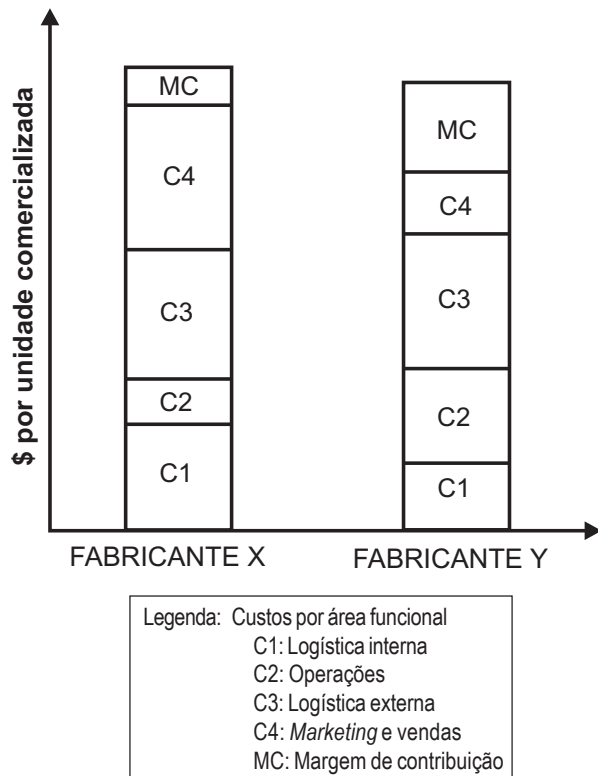 $ por unidade comercializada
MC
C4
C3
C2
C1
MC
C4
C3
C2
C1
FABRICANTE X
FABRICANTE Y
Legenda: Custos por área funcional
C1: Logística interna
C2: Operações
C3: Logística externa
C4: Marketing e vendas
MC: Margem de contribuição